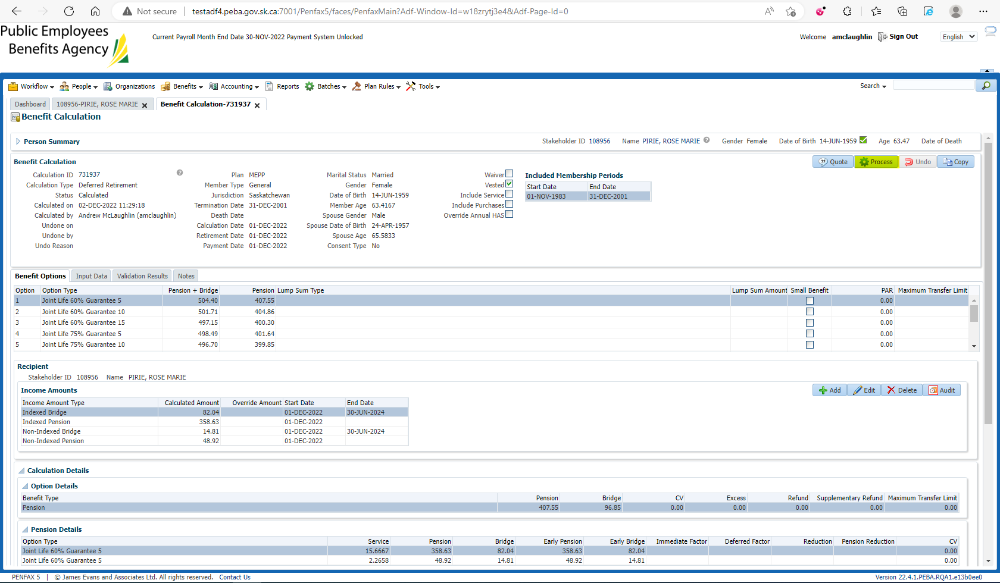 Not secure testadf4.peba.gov.sk.ca:7001/Penfax5/faces/PenfaxMain?Adf-Window-Id=w18zrytj3e4&Adf-Page-Id=0
Public Employees
Benefits Agency
Current Payroll Month End Date 30-NOV-2022 Payment System Unlocked
Welcome amclaughlin Sign Out English
Workflow People Organizations Benefits Accounting Reports Batches Plan Rules Tools Search
Dashboard 108956-PIRIE, ROSE MARIE Benefit Calculation-731937
Benefit Calculation
Person Summary Stakeholder ID 108956 Name PIRIE, ROSE MARIE Gender Female Date of Birth 14-JUN-1959 Age 63.47 Date of Death
Benefit Calculation Quote Process Undo Copy
Calculation ID 731937 Plan MEPP Marital Status Married Waiver Included Membership Periods
Calculation Type Deferred Retirement Member Type General Gender Female Vested Start Date End Date
Status Calculated Jurisdiction Saskatchewan Date of Birth 14-JUN-1959 Include Service 01-NOV-1983 31-DEC-2001
Calculated on 02-DEC-2022 11:29:18 Termination Date 31-DEC-2001 Member Age 63.4167 Include Purchases
Calculated by Andrew McLaughlin (amclaughlin) Death Date Spouse Gender Male Override Annual HAS
Undone on Calculation Date 01-DEC-2022 Spouse Date of Birth 24-APR-1957
Undone by Retirement Date 01-DEC-2022 Spouse Age 65.5833
Undo Reason Payment Date 01-DEC-2022 Consent Type No
Benefit Options Input Data Validation Results Notes
Option Option Type Pension + Bridge Pension Lump Sum Type Lump Sum Amount Small Benefit PAR Maximum Transfer Limit
1 Joint Life 60% Guarantee 5 504.40 407.55 0.00
2 Joint Life 60% Guarantee 10 501.71 404.86 0.00
3 Joint Life 60% Guarantee 15 497.15 400.30 0.00
4 Joint Life 75% Guarantee 5 498.49 401.64 0.00
5 Joint Life 75% Guarantee 10 496.70 399.85 0.00
Recipient
Stakeholder ID 108956 Name PIRIE, ROSE MARIE
Income Amounts Add Edit Delete Audit
Income Amount Type Calculated Amount Override Amount Start Date End Date
Indexed Bridge 82.04 01-DEC-2022 30-JUN-2024
Indexed Pension 358.63 01-DEC-2022
Non-Indexed Bridge 14.81 01-DEC-2022 30-JUN-2024
Non-Indexed Pension 48.92 01-DEC-2022
Calculation Details
Option Details
Benefit Type Pension Bridge CV Excess Refund Supplementary Refund Maximum Transfer Limit
Pension 407.55 96.85 0.00 0.00 0.00 0.00 0.00
Pension Details
Option Type Service Pension Bridge Early Pension Early Bridge Immediate Factor Deferred Factor Reduction Pension Reduction CV
Joint Life 60% Guarantee 5 15.6667 358.63 82.04 358.63 82.04 0.00
Joint Life 60% Guarantee 5 2.2658 48.92 14.81 48.92 14.81 0.00
PENFAX 5 | © James Evans and Associates Ltd. All rights reserved. Contact Us Version 22.4.1.PEBA.RQA1.e13b0ee0